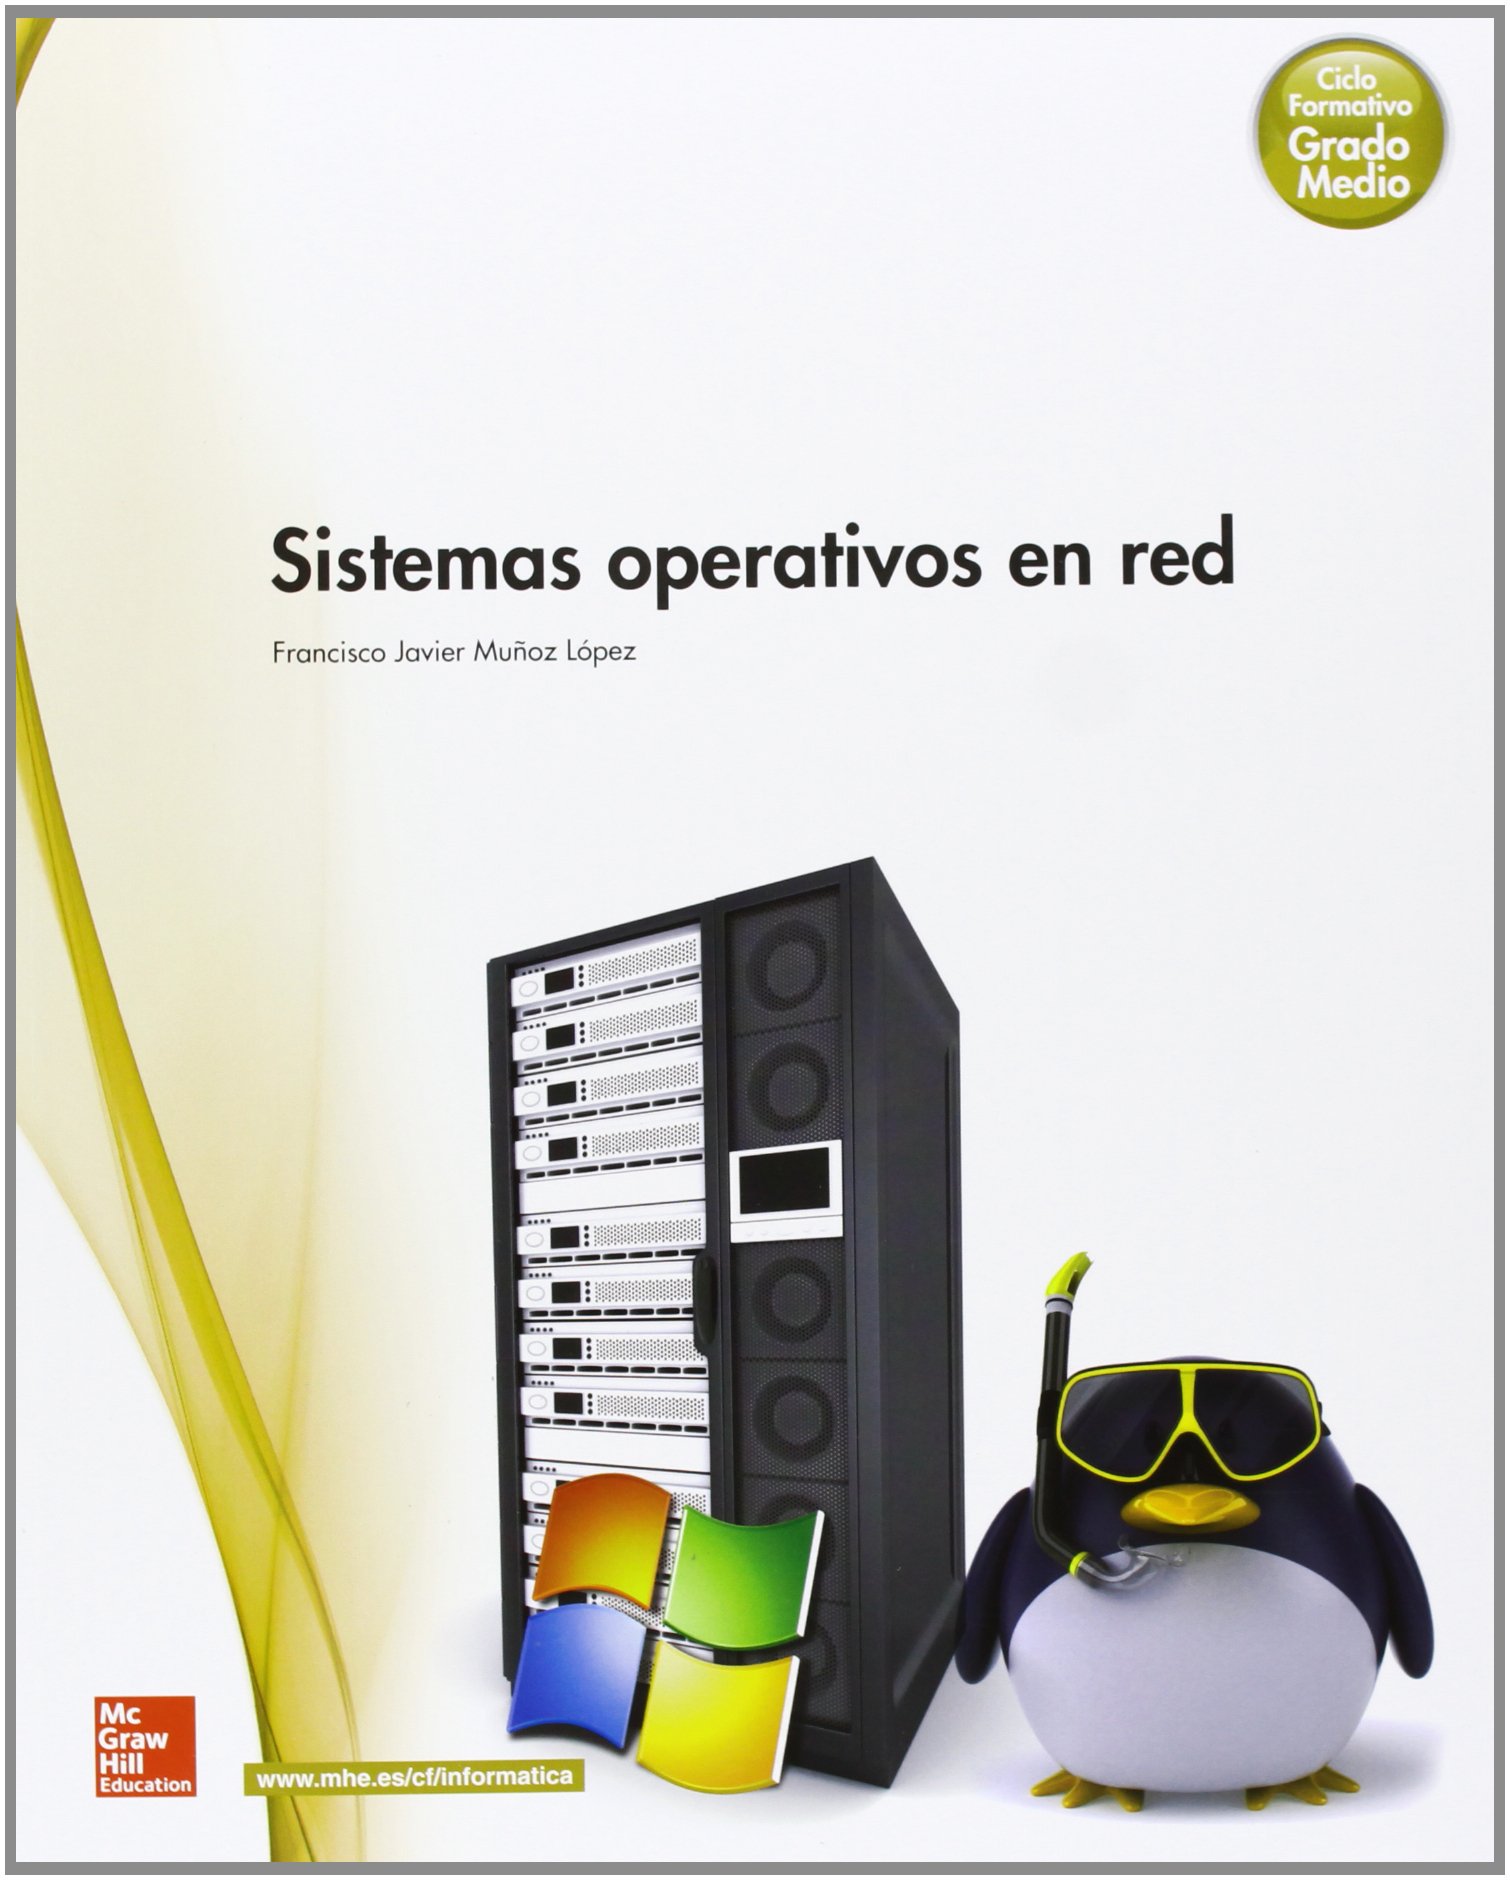 Ciclo
Formativo
Grado
Medio
Sistemas operativos en red
Francisco Javier Muñoz López
Mc
Graw
Hill
Education
www.mhe.es/cf/informatica